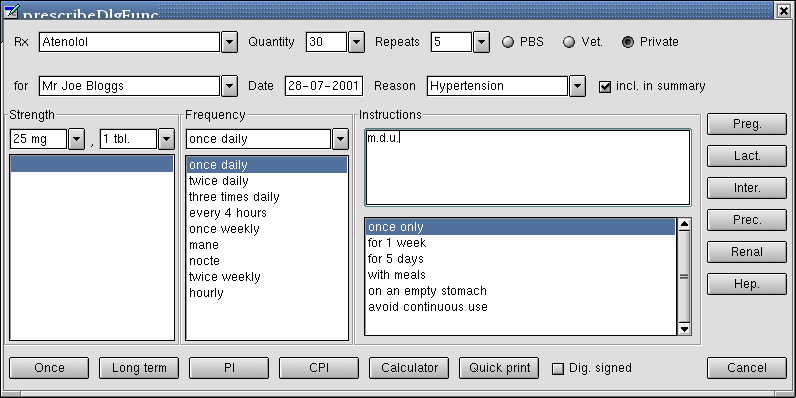 prescribeDlgFunc
Rx Atenolol Quantity 30 Repeats 5 PBS Vet. Private
for Mr Joe Bloggs Date 28-07-2001 Reason Hypertension incl. in summary
Strength Frequency Instructions
25 mg , 1 tbl. once daily m.d.u.
once daily
twice daily
three times daily
every 4 hours
once weekly
mane
nocte
twice weekly
hourly
once only
for 1 week
for 5 days
with meals
on an empty stomach
avoid continuous use
Preg.
Lact.
Inter.
Prec.
Renal
Hep.
Once Long term PI CPI Calculator Quick print Dig. signed Cancel